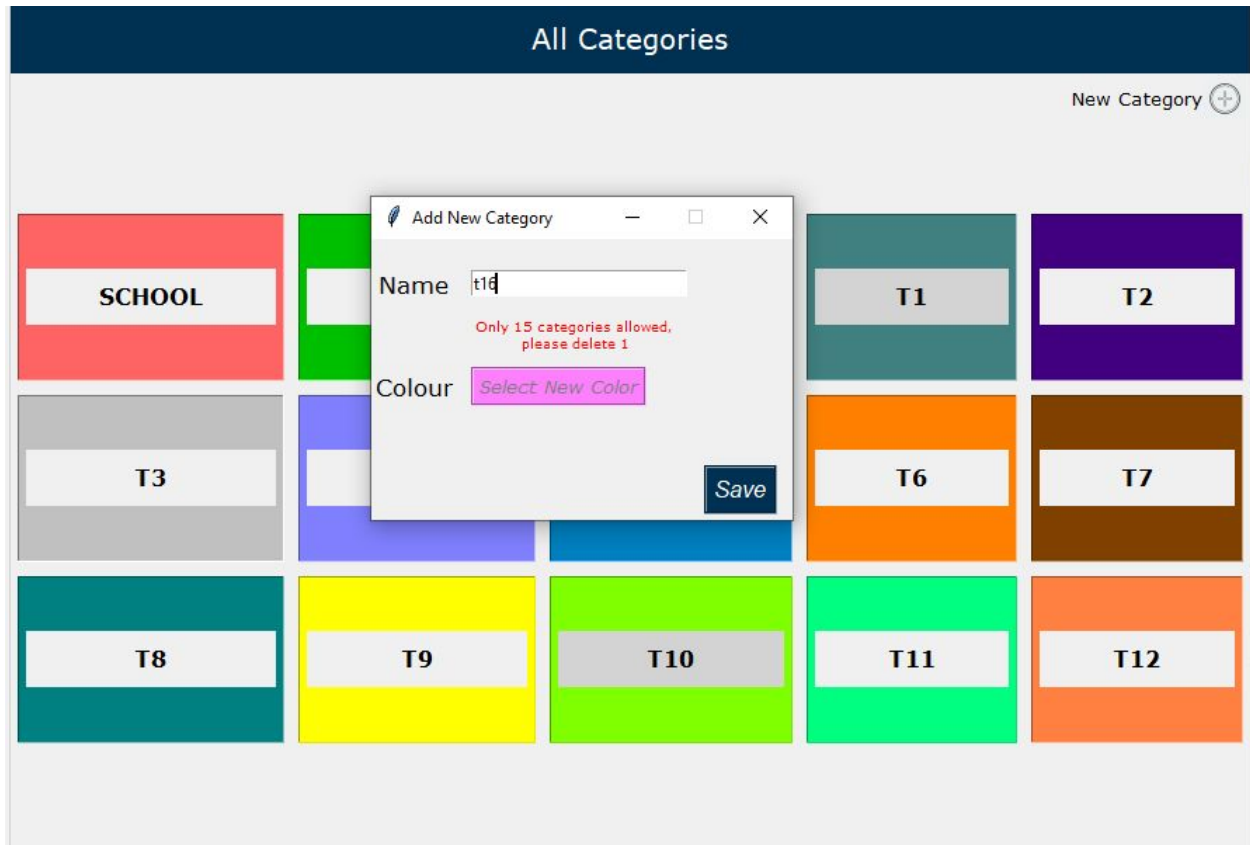 All Categories
New Category
Add New Category
Name t16
Only 15 categories allowed,
please delete 1
Colour Select New Color
Save
SCHOOL T1 T2
T3 T6 T7
T8 T9 T10 T11 T12